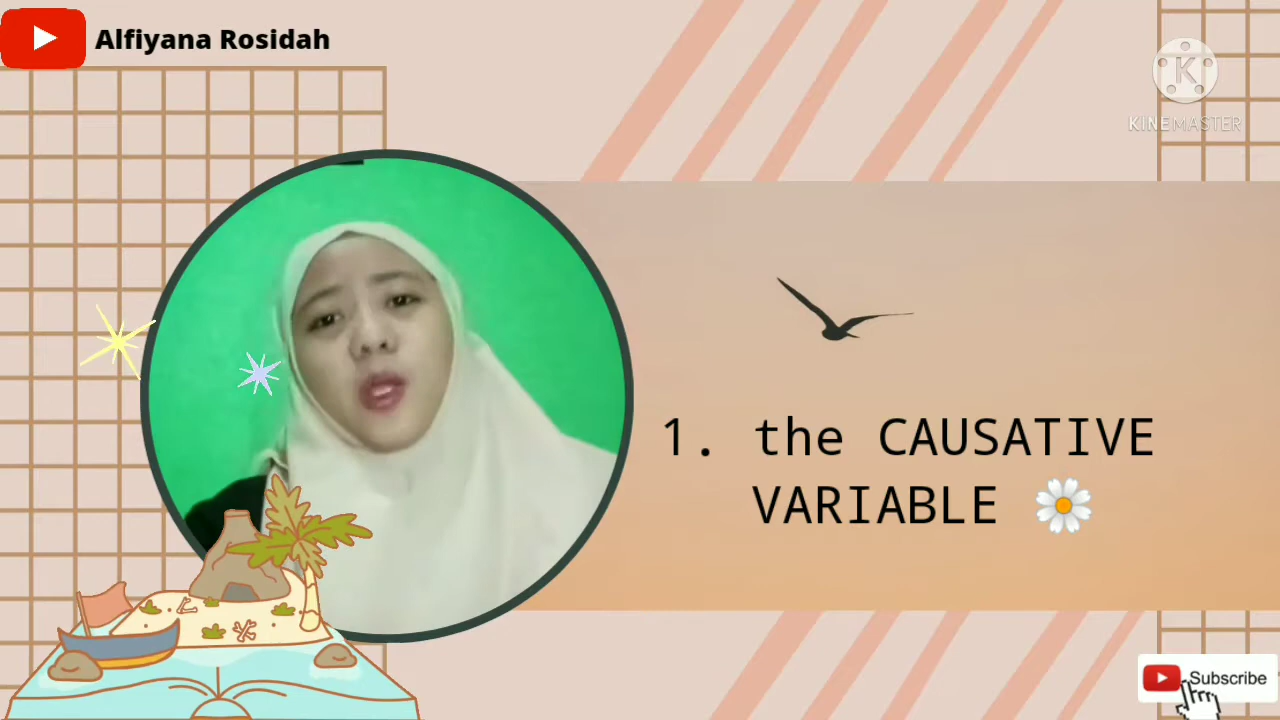 Alfiyana Rosidah
K
KINEMASTER
1. the CAUSATIVE
VARIABLE
Subscribe